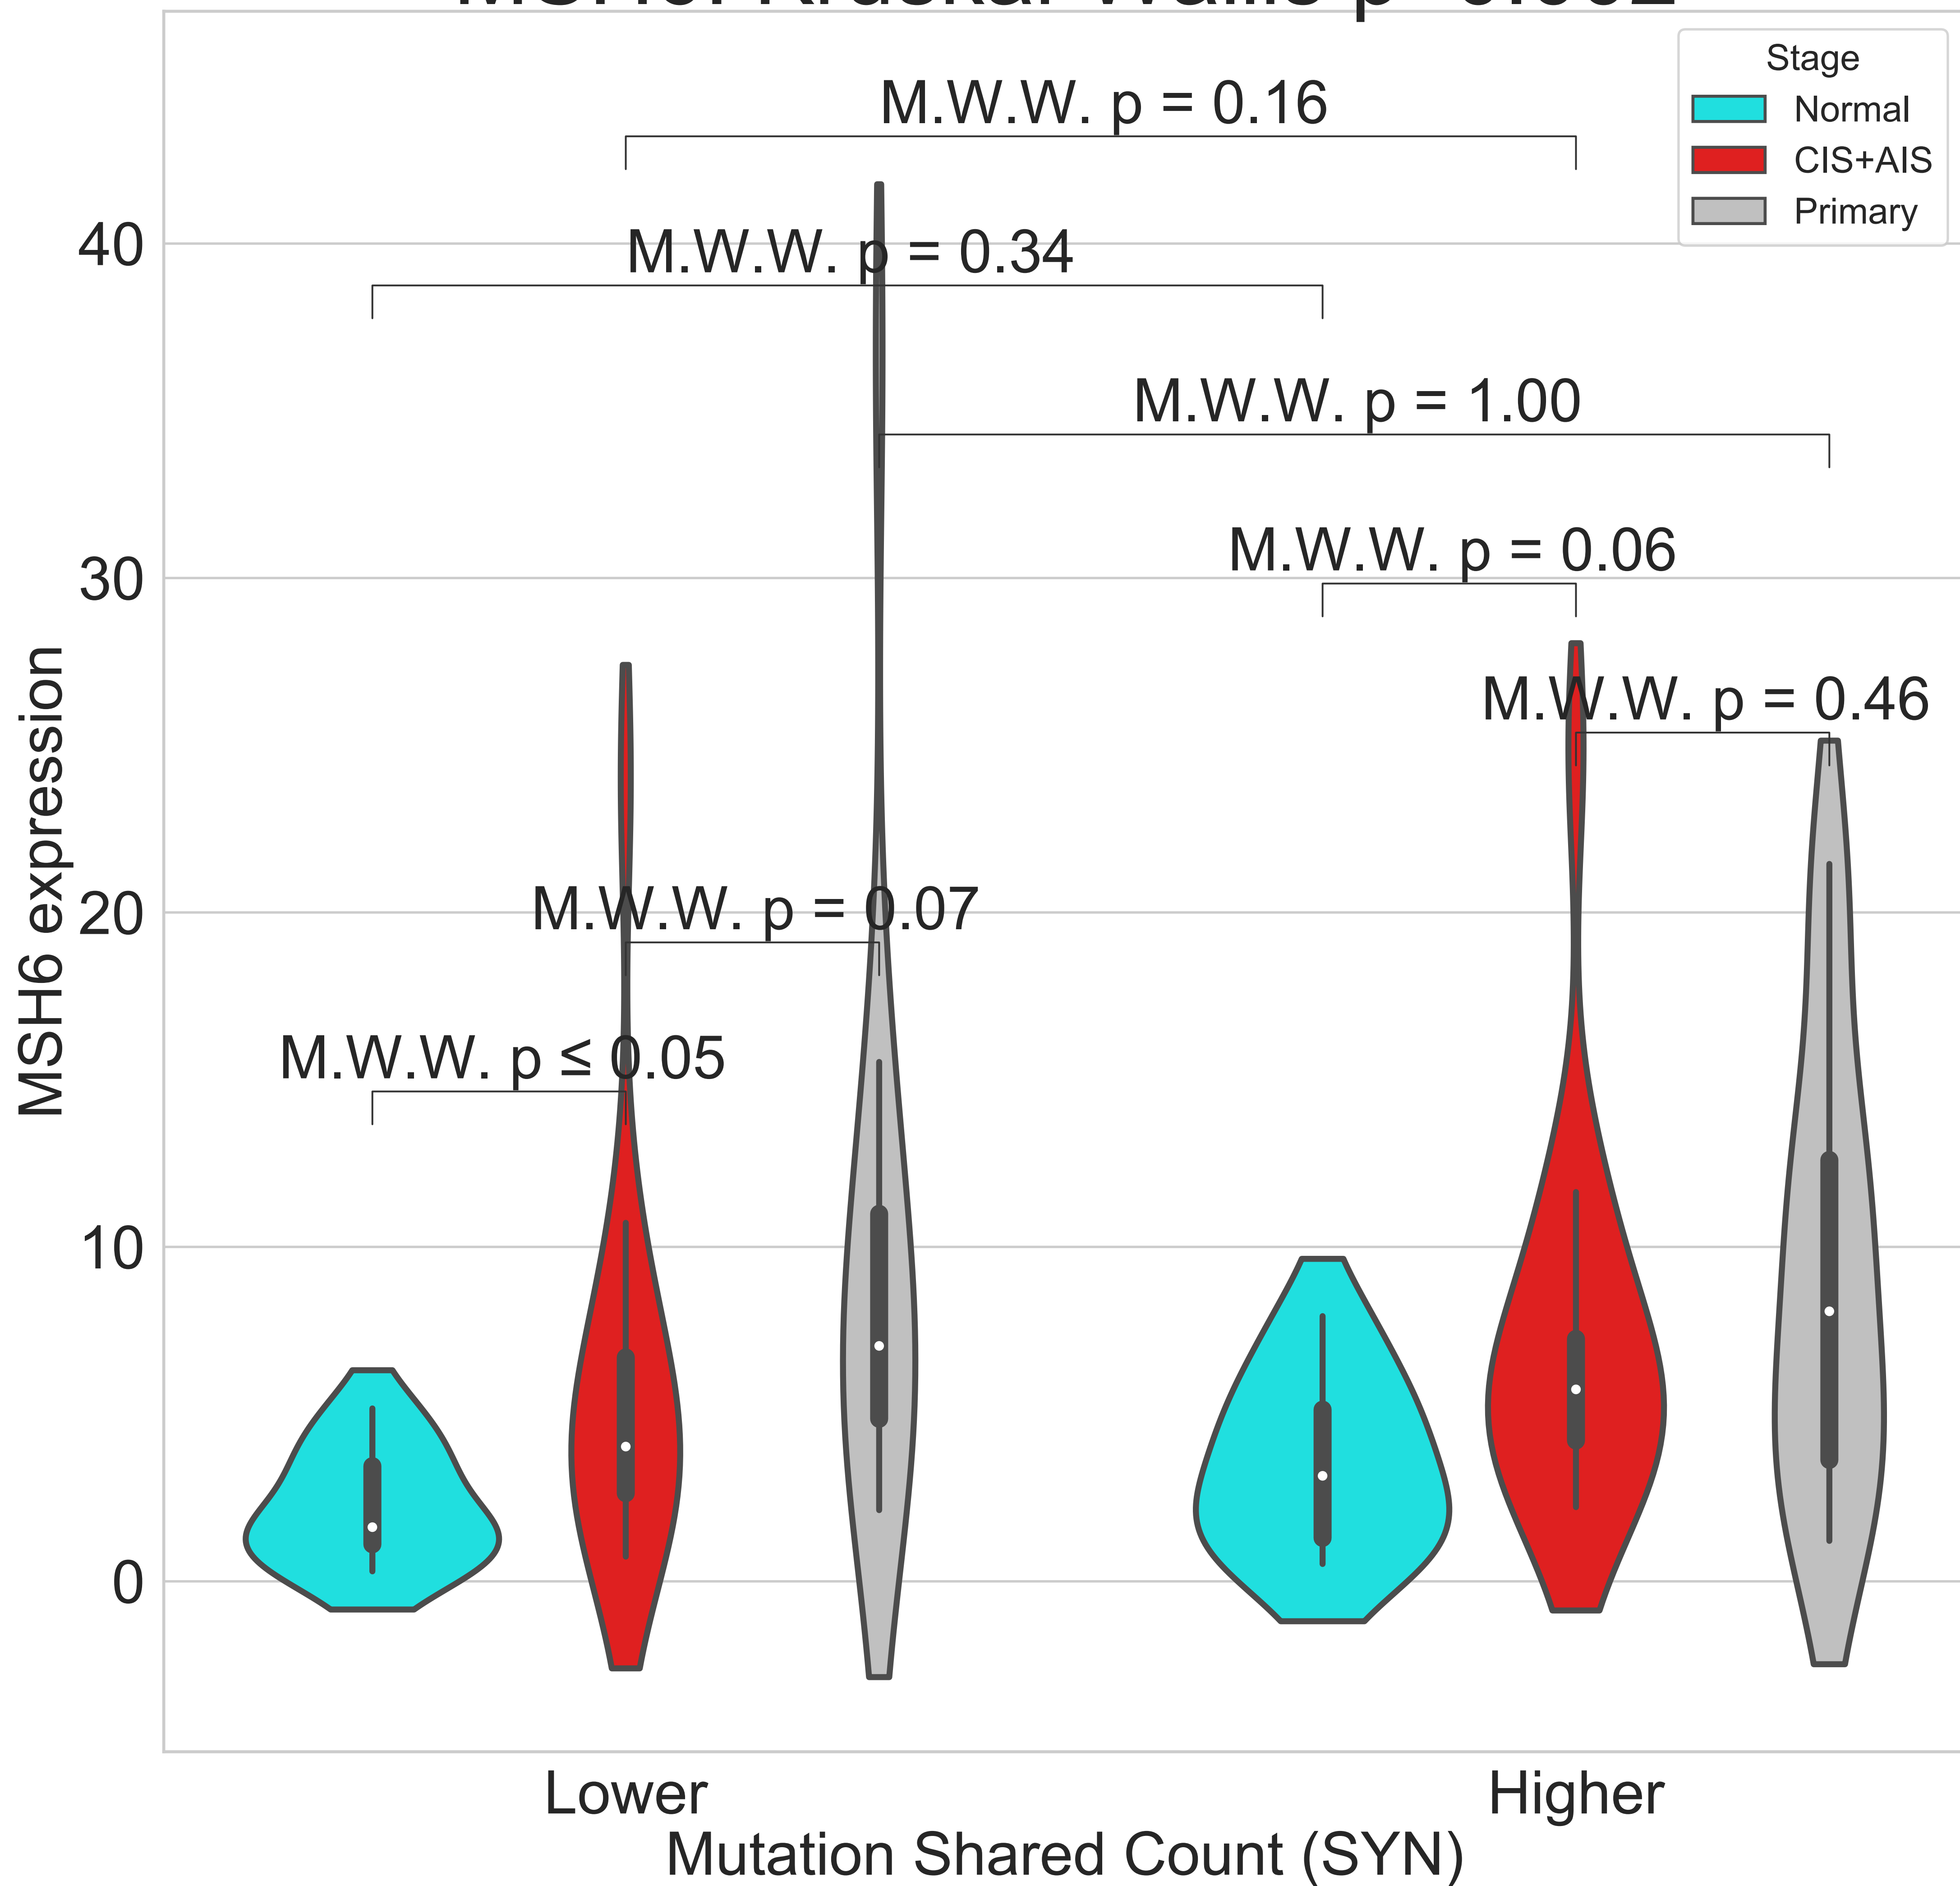 Stage
Normal
CIS+AIS
Primary
M.W.W. p = 0.16
M.W.W. p = 0.34
M.W.W. p = 1.00
M.W.W. p = 0.06
M.W.W. p = 0.46
M.W.W. p = 0.07
M.W.W. p ≤ 0.05
40
30
20
10
0
MSH6 expression
Lower
Higher
Mutation Shared Count (SYN)